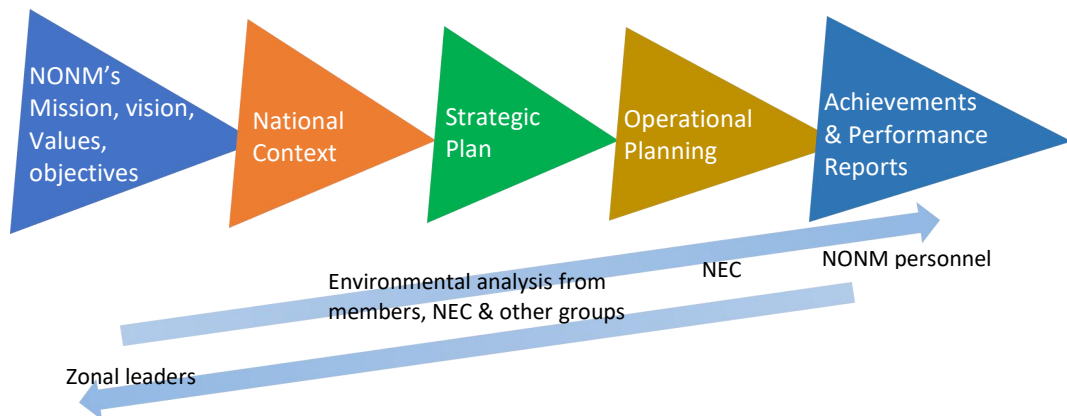 NONM’s
Mission, vision,
Values,
objectives
National
Context
Strategic
Plan
Operational
Planning
Achievements
& Performance
Reports
Environmental analysis from
members, NEC & other groups
NEC
NONM personnel
Zonal leaders